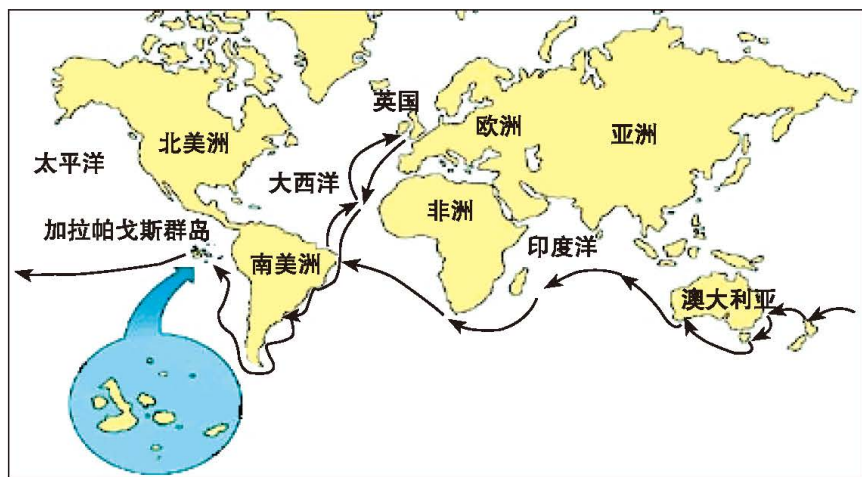 英国
欧洲
亚洲
北美洲
太平洋
大西洋
非洲
加拉帕戈斯群岛
印度洋
南美洲
澳大利亚